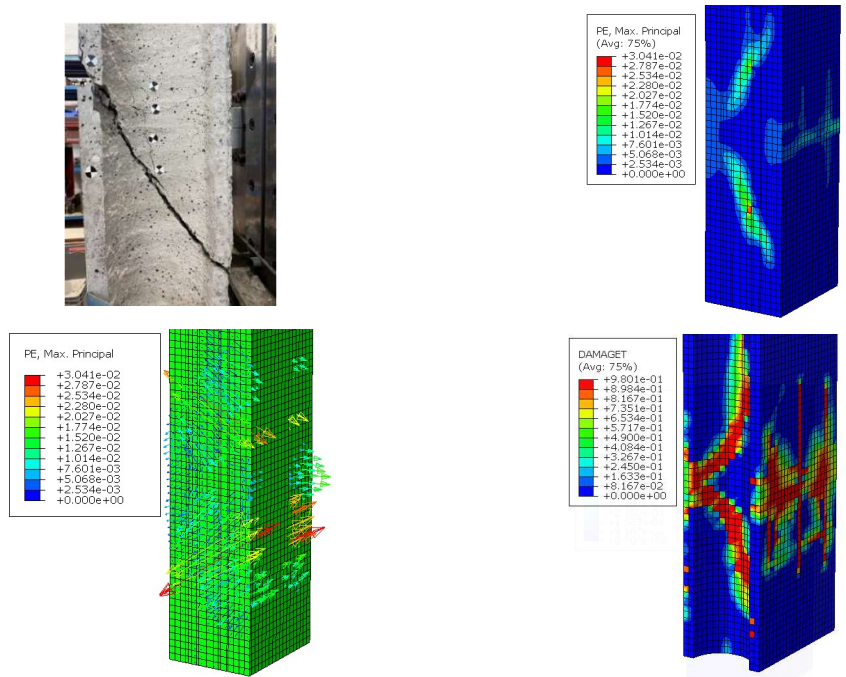 PE, Max. Principal
(Avg: 75%)
+3.041e-02
+2.787e-02
+2.534e-02
+2.280e-02
+2.027e-02
+1.774e-02
+1.520e-02
+1.267e-02
+1.014e-02
+7.601e-03
+5.068e-03
+2.534e-03
+0.000e+00
PE, Max. Principal
+3.041e-02
+2.787e-02
+2.534e-02
+2.280e-02
+2.027e-02
+1.774e-02
+1.520e-02
+1.267e-02
+1.014e-02
+7.601e-03
+5.068e-03
+2.534e-03
+0.000e+00
DAMAGET
(Avg: 75%)
+9.801e-01
+8.984e-01
+8.167e-01
+7.351e-01
+6.534e-01
+5.717e-01
+4.900e-01
+4.084e-01
+3.267e-01
+2.450e-01
+1.633e-01
+8.167e-02
+0.000e+00